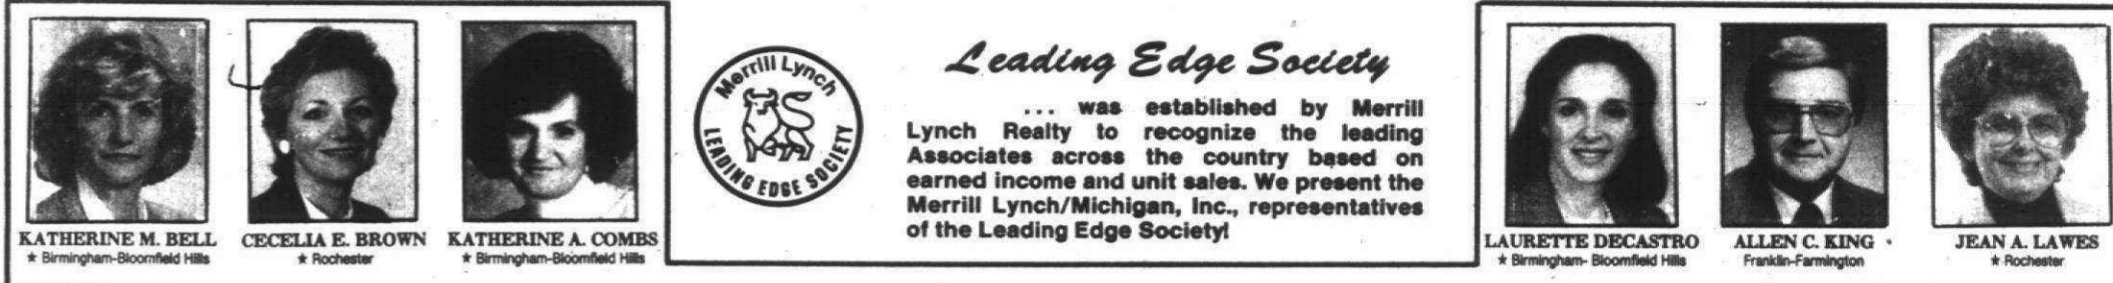 KATHERINE M. BELL
★ Birmingham-Bloomfield Hills
CECELIA E. BROWN
★ Rochester
KATHERINE A. COMBS
★ Birmingham-Bloomfield Hills
Merrill Lynch
LEADING EDGE SOCIETY
Leading Edge Society
... was established by Merrill
Lynch Realty to recognize the leading
Associates across the country based on
earned income and unit sales. We present the
Merrill Lynch/Michigan, Inc., representatives
of the Leading Edge Society!
LAURETTE DECASTRO
★ Birmingham- Bloomfield Hills
ALLEN C. KING
Franklin-Farmington
JEAN A. LAWES
★ Rochester